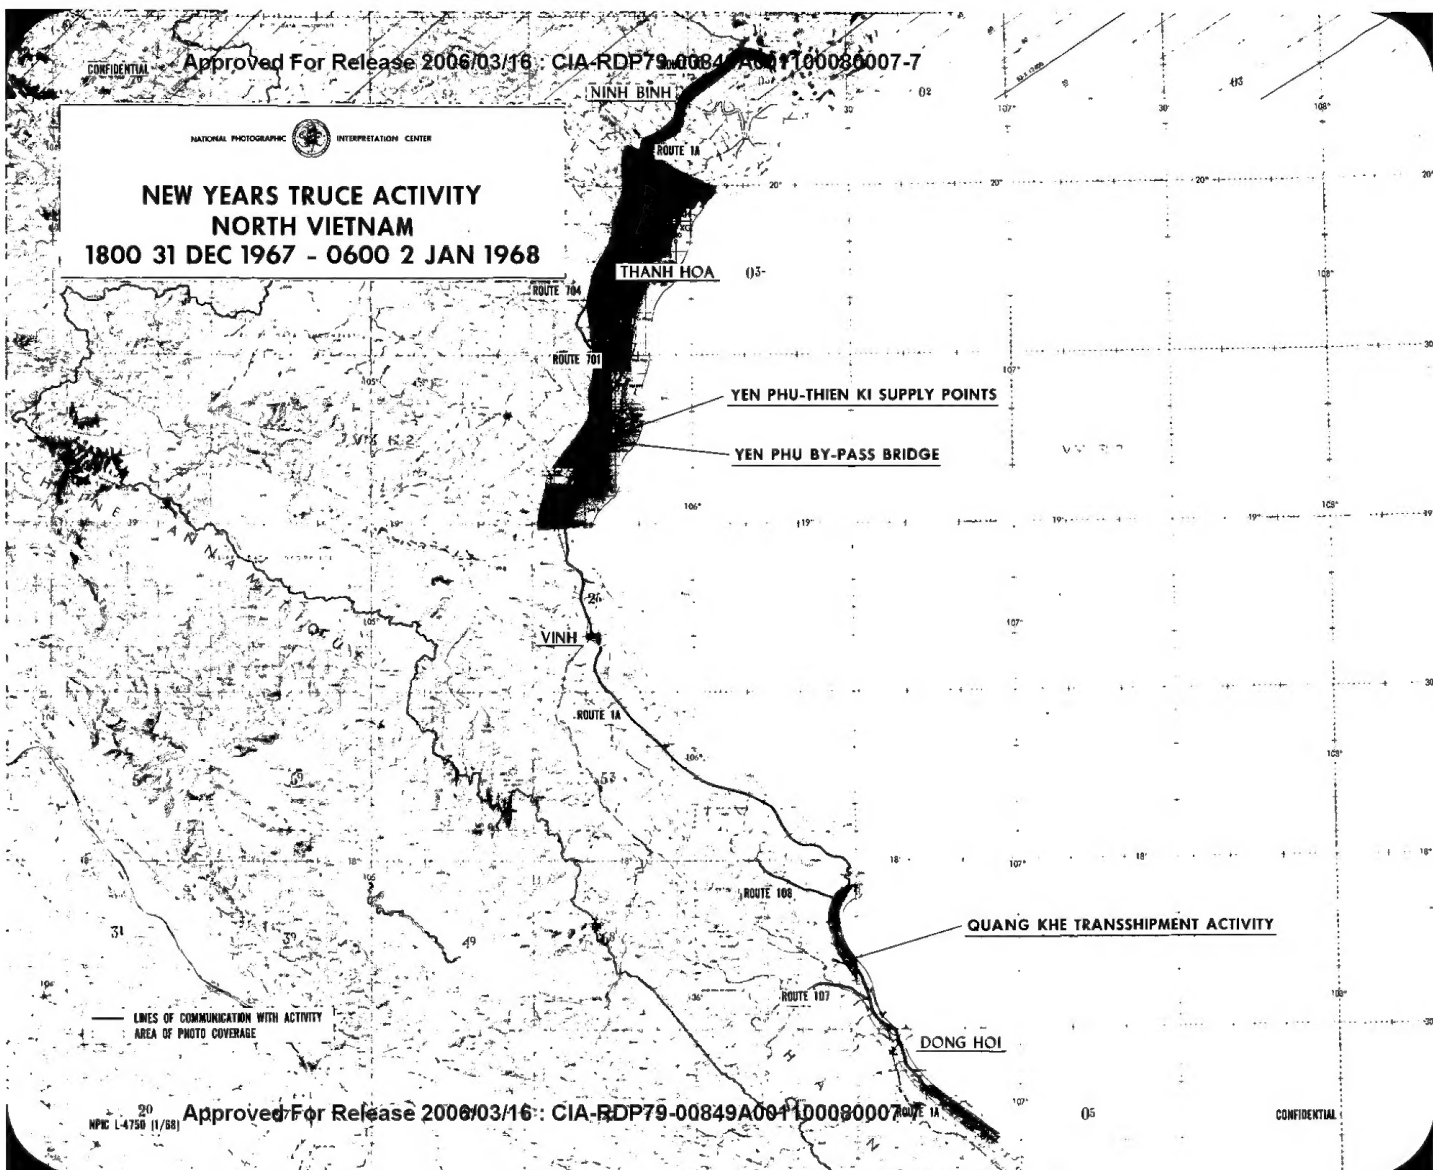 CONFIDENTIAL
Approved For Release 2006/03/16 : CIA-RDP79-00849A001100080007-7
NINH BINH
ROUTE 1A
NATIONAL PHOTOGRAPHIC INTERPRETATION CENTER
NEW YEARS TRUCE ACTIVITY
NORTH VIETNAM
1800 31 DEC 1967 - 0600 2 JAN 1968
THANH HOA
ROUTE 704
ROUTE 701
YEN PHU-THIEN KI SUPPLY POINTS
YEN PHU BY-PASS BRIDGE
CHAINE ANNAMITIQUE
VINH
ROUTE 1A
ROUTE 108
QUANG KHE TRANSSHIPMENT ACTIVITY
ROUTE 107
LINES OF COMMUNICATION WITH ACTIVITY
AREA OF PHOTO COVERAGE
DONG HOI
ROUTE 1A
20
Approved For Release 2006/03/16 : CIA-RDP79-00849A001100080007
05
CONFIDENTIAL
NPIC L-4750 (1/68)